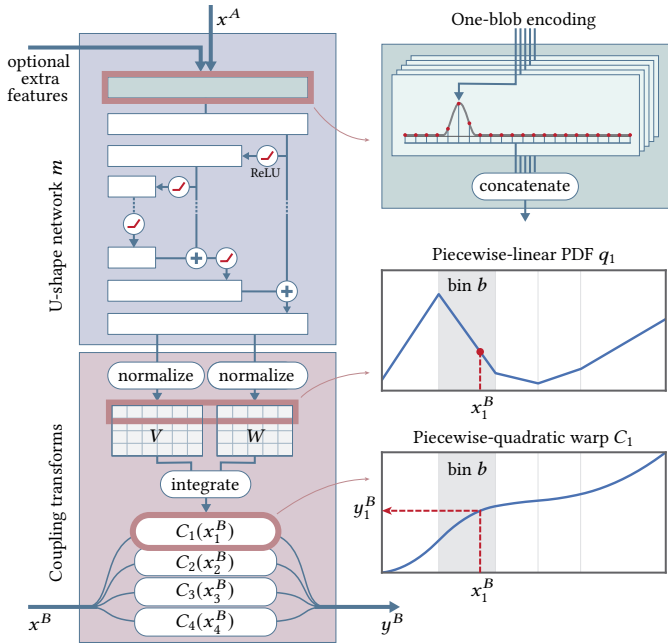 x^A
optional
extra
features
U-shape network m
ReLU
One-blob encoding
concatenate
Piecewise-linear PDF q_1
bin b
x_1^B
normalize
normalize
V
W
integrate
Coupling transforms
C_1(x_1^B)
C_2(x_2^B)
C_3(x_3^B)
C_4(x_4^B)
x^B
y^B
Piecewise-quadratic warp C_1
bin b
y_1^B
x_1^B